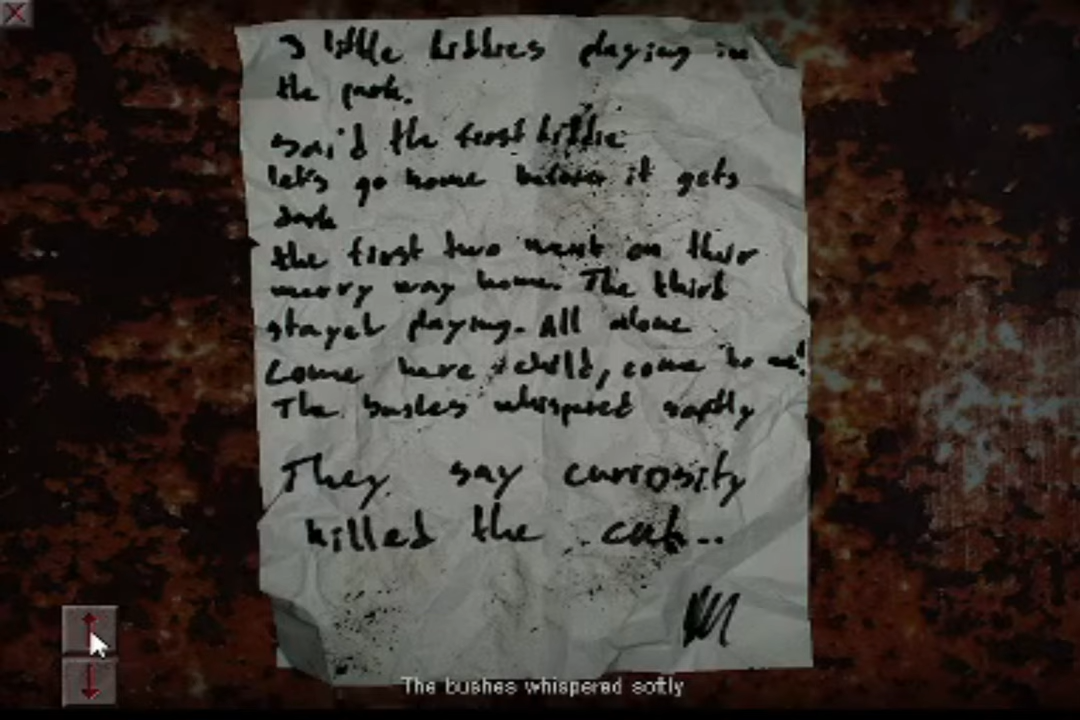 3 little kitties playing in
the park.
said the first kittie
let's go home before it gets
dark
the first two went on their
merry way home. The third
stayed playing. All alone
Come here child, come to me!
The bushes whispered softly
They say curiosity
killed the cat..
The bushes whispered softly